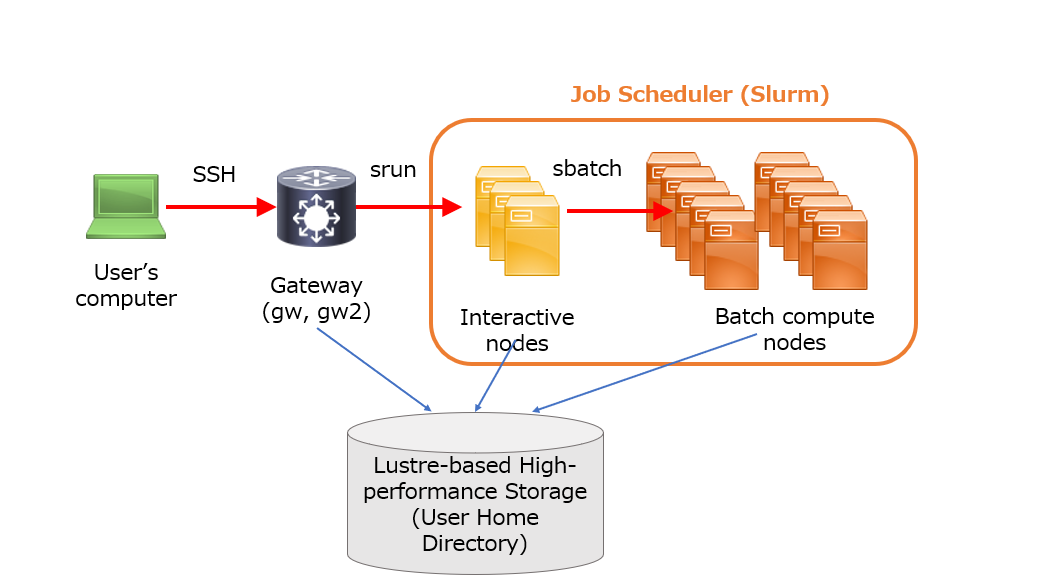 Job Scheduler (Slurm)
SSH
srun
sbatch
User’s
computer
Gateway
(gw, gw2)
Interactive
nodes
Batch compute
nodes
Lustre-based High-
performance Storage
(User Home
Directory)